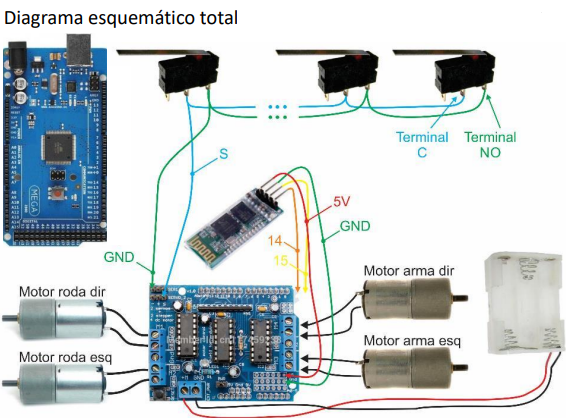 Diagrama esquemático total
Terminal
C
Terminal
NO
S
5V
GND
14
15
GND
MEGA
Motor roda dir
Motor roda esq
Motor arma dir
Motor arma esq